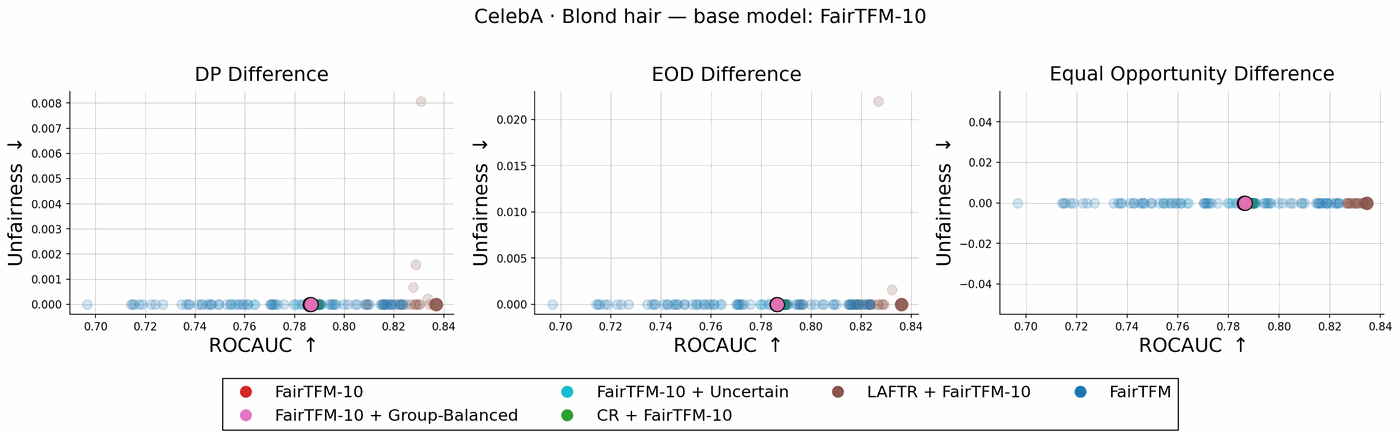 CelebA · Blond hair — base model: FairTFM-10
DP Difference
EOD Difference
Equal Opportunity Difference
Unfairness ↓
0.008
0.007
0.006
0.005
0.004
0.003
0.002
0.001
0.000
0.70 0.72 0.74 0.76 0.78 0.80 0.82 0.84
ROCAUC ↑
Unfairness ↓
0.020
0.015
0.010
0.005
0.000
0.70 0.72 0.74 0.76 0.78 0.80 0.82 0.84
ROCAUC ↑
Unfairness ↓
0.04
0.02
0.00
−0.02
−0.04
0.70 0.72 0.74 0.76 0.78 0.80 0.82 0.84
ROCAUC ↑
FairTFM-10
FairTFM-10 + Uncertain
LAFTR + FairTFM-10
FairTFM
FairTFM-10 + Group-Balanced
CR + FairTFM-10